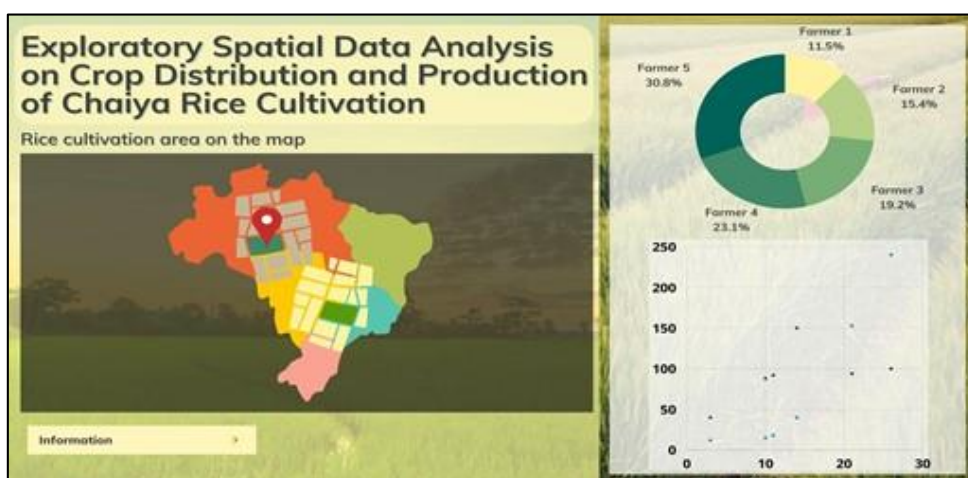 Exploratory Spatial Data Analysis
on Crop Distribution and Production
of Chaiya Rice Cultivation
Rice cultivation area on the map
Information
>
Farmer 1
11.5%
Farmer 5
30.8%
Farmer 2
15.4%
Farmer 3
19.2%
Farmer 4
23.1%
250
200
150
100
50
0
0 10 20 30